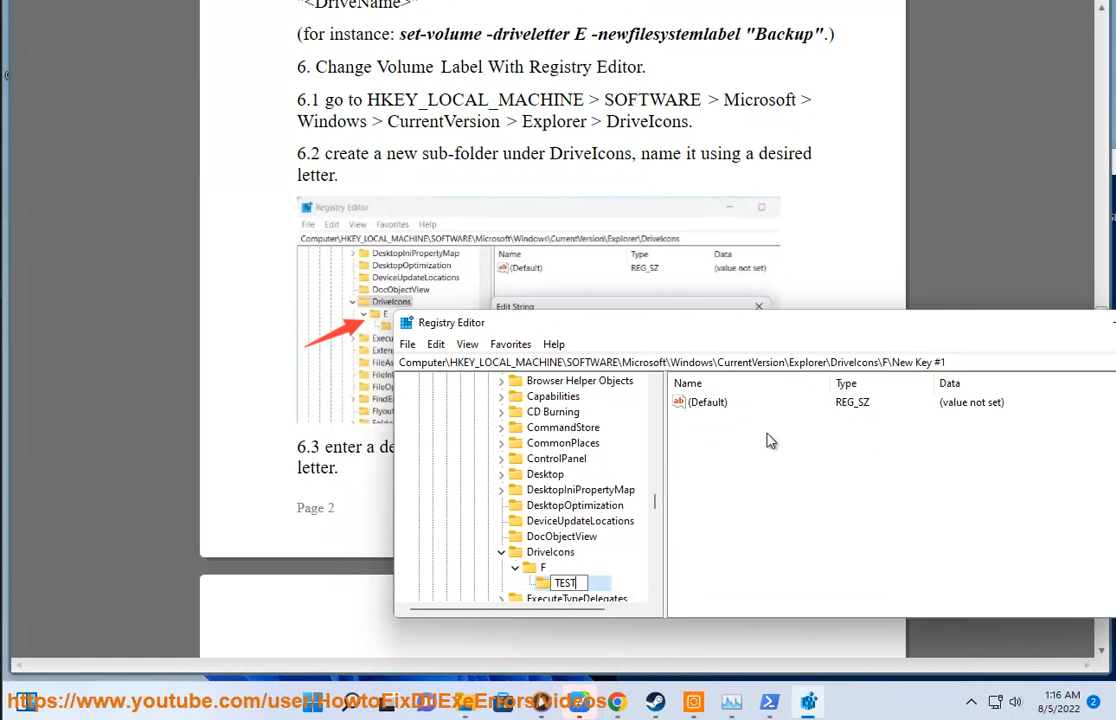 "<DriveName>"
(for instance: set-volume -driveletter E -newfilesystemlabel "Backup".)
6. Change Volume Label With Registry Editor.
6.1 go to HKEY_LOCAL_MACHINE > SOFTWARE > Microsoft >
Windows > CurrentVersion > Explorer > DriveIcons.
6.2 create a new sub-folder under DriveIcons, name it using a desired
letter.
Registry Editor
File Edit View Favorites Help
Computer\HKEY_LOCAL_MACHINE\SOFTWARE\Microsoft\Windows\CurrentVersion\Explorer\DriveIcons
DesktopIniPropertyMap
DesktopOptimization
DeviceUpdateLocations
DocObjectView
DriveIcons
E
Name Type Data
(Default) REG_SZ (value not set)
Edit String
6.3 enter a de
letter.
Page 2
Registry Editor
File Edit View Favorites Help
Computer\HKEY_LOCAL_MACHINE\SOFTWARE\Microsoft\Windows\CurrentVersion\Explorer\DriveIcons\F\New Key #1
Browser Helper Objects
Capabilities
CD Burning
CommandStore
CommonPlaces
ControlPanel
Desktop
DesktopIniPropertyMap
DesktopOptimization
DeviceUpdateLocations
DocObjectView
DriveIcons
F
TEST
ExecuteTypeDelegates
Name Type Data
(Default) REG_SZ (value not set)
1:16 AM
8/5/2022
2